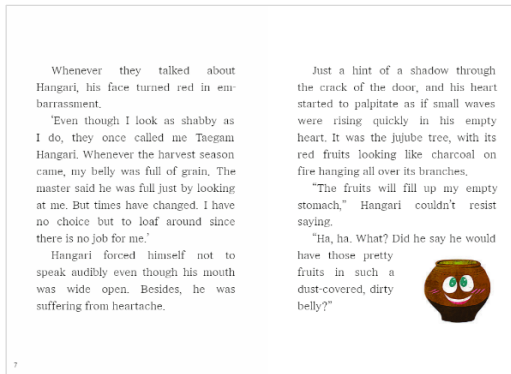 Whenever they talked about
Hangari, his face turned red in em-
barrassment.
‘Even though I look as shabby as
I do, they once called me Taegam
Hangari. Whenever the harvest season
came, my belly was full of grain. The
master said he was full just by looking
at me. But times have changed. I have
no choice but to loaf around since
there is no job for me.’
Hangari forced himself not to
speak audibly even though his mouth
was wide open. Besides, he was
suffering from heartache.
7
Just a hint of a shadow through
the crack of the door, and his heart
started to palpitate as if small waves
were rising quickly in his empty
heart. It was the jujube tree, with its
red fruits looking like charcoal on
fire hanging all over its branches.
“The fruits will fill up my empty
stomach,” Hangari couldn’t resist
saying.
“Ha, ha. What? Did he say he would
have those pretty
fruits in such a
dust-covered, dirty
belly?”